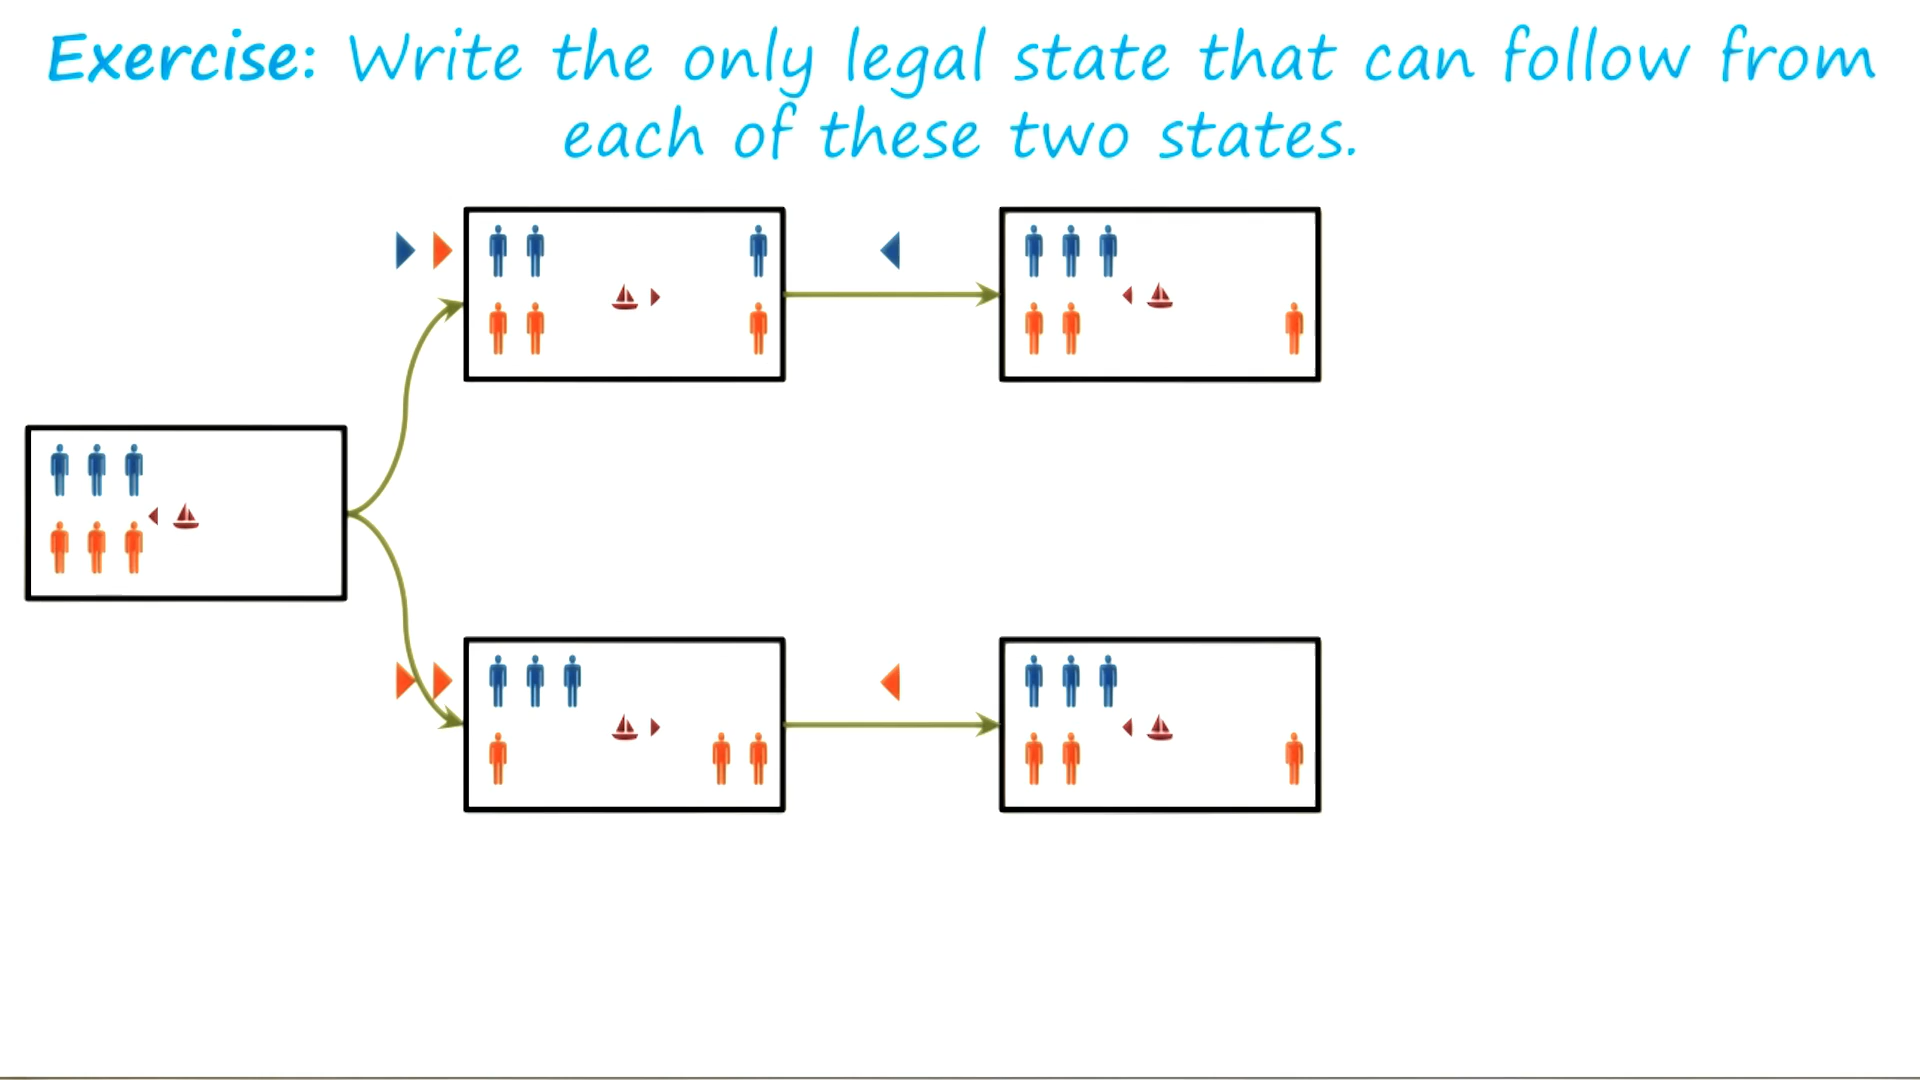 Exercise: Write the only legal state that can follow from
each of these two states.